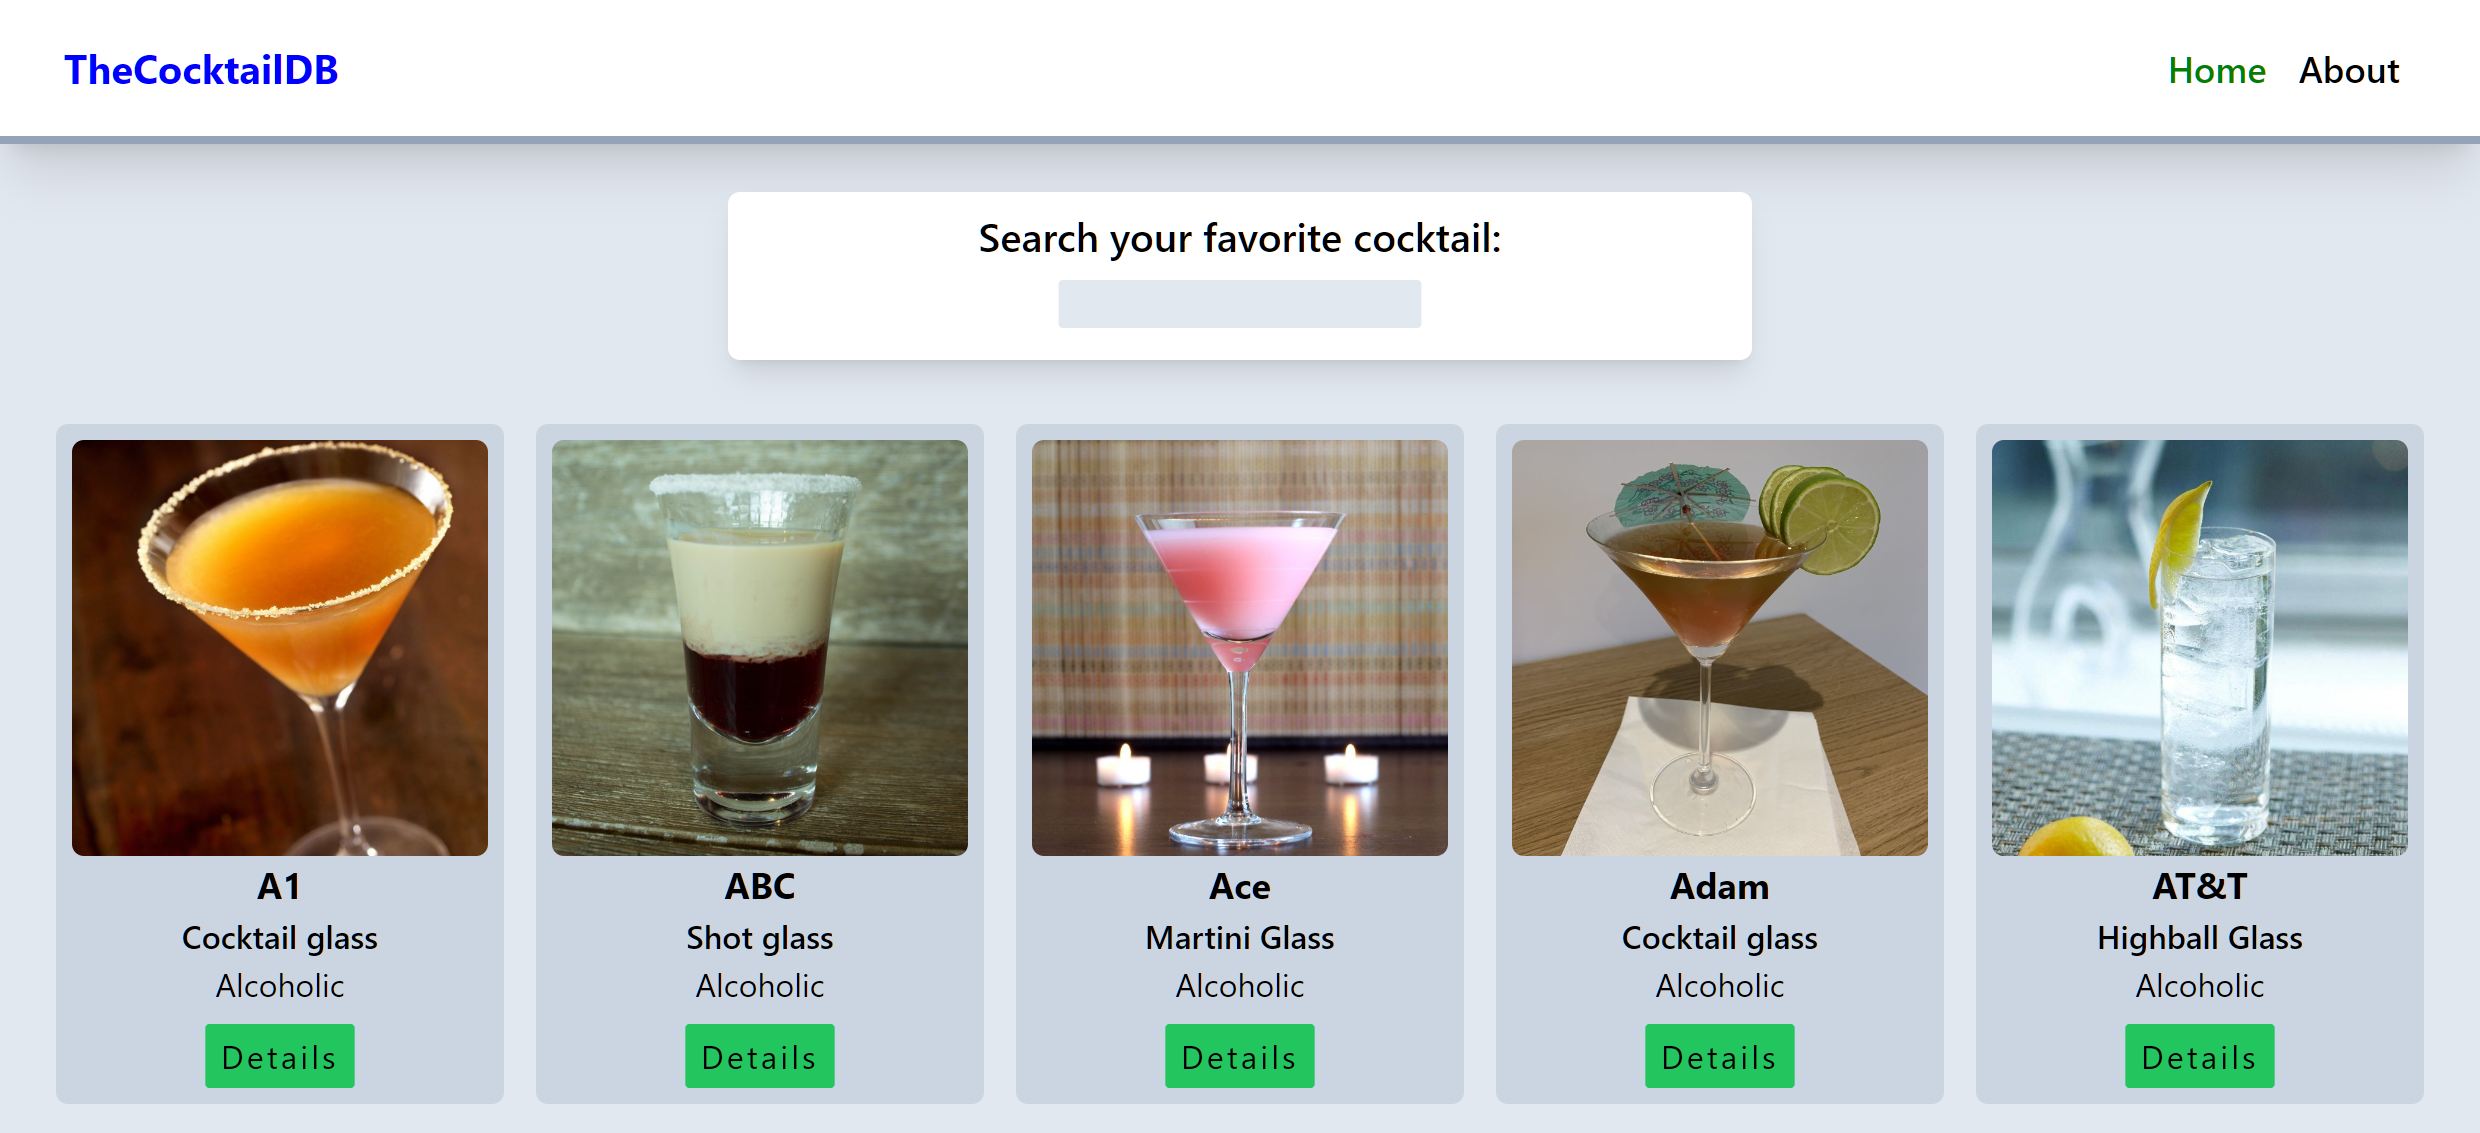 TheCocktailDB
Home About
Search your favorite cocktail:
A1
Cocktail glass
Alcoholic
Details
ABC
Shot glass
Alcoholic
Details
Ace
Martini Glass
Alcoholic
Details
Adam
Cocktail glass
Alcoholic
Details
AT&T
Highball Glass
Alcoholic
Details